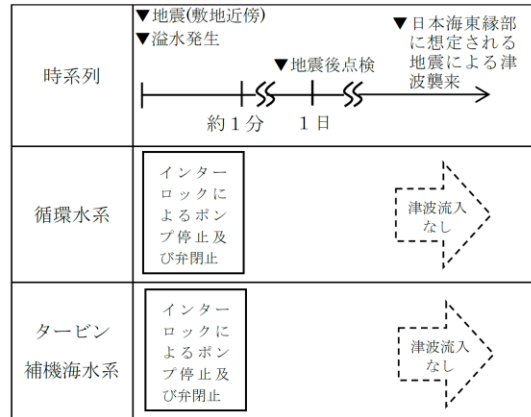 時系列
▼地震(敷地近傍)
▼溢水発生
▼地震後点検
▼日本海東縁部
に想定される
地震による津
波襲来
約1分
1日
循環水系
インター
ロックに
よるポン
プ停止及
び弁閉止
津波流入
なし
タービン
補機海水系
インター
ロックに
よるポン
プ停止及
び弁閉止
津波流入
なし